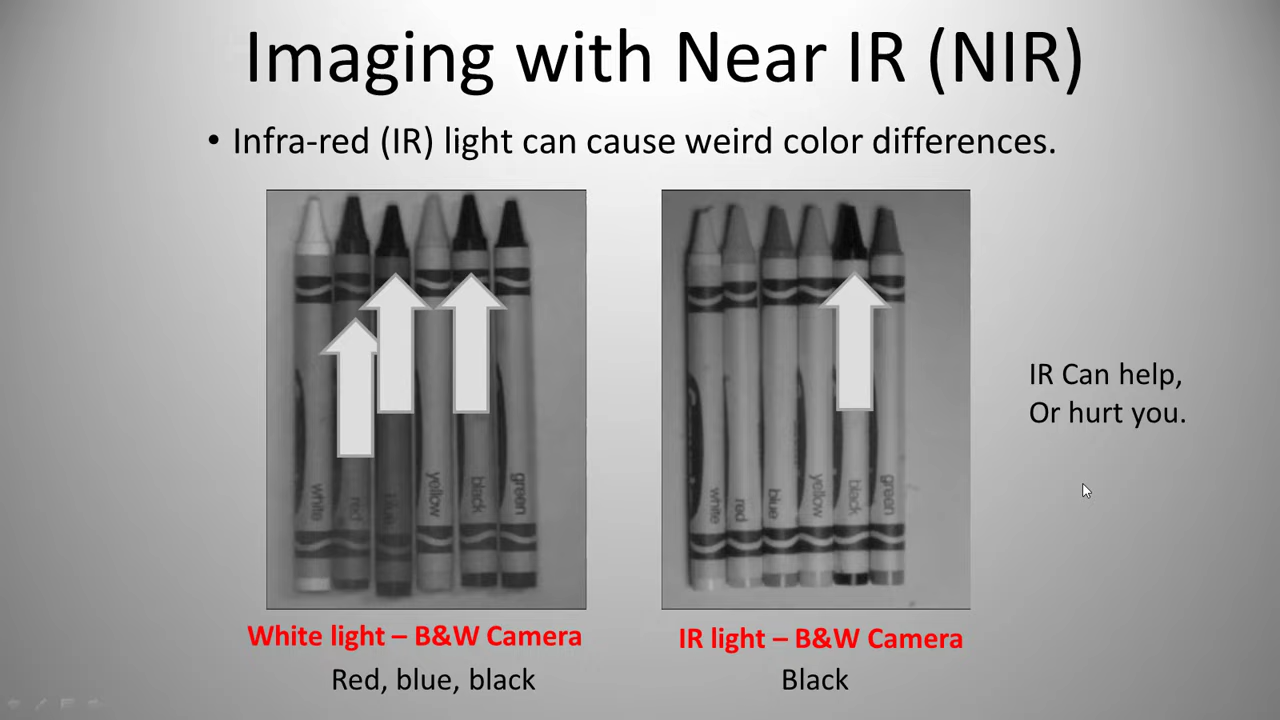 Imaging with Near IR (NIR)
• Infra-red (IR) light can cause weird color differences.
white
red
blue
yellow
black
green
white
red
blue
yellow
black
green
IR Can help,
Or hurt you.
White light – B&W Camera
IR light – B&W Camera
Red, blue, black
Black